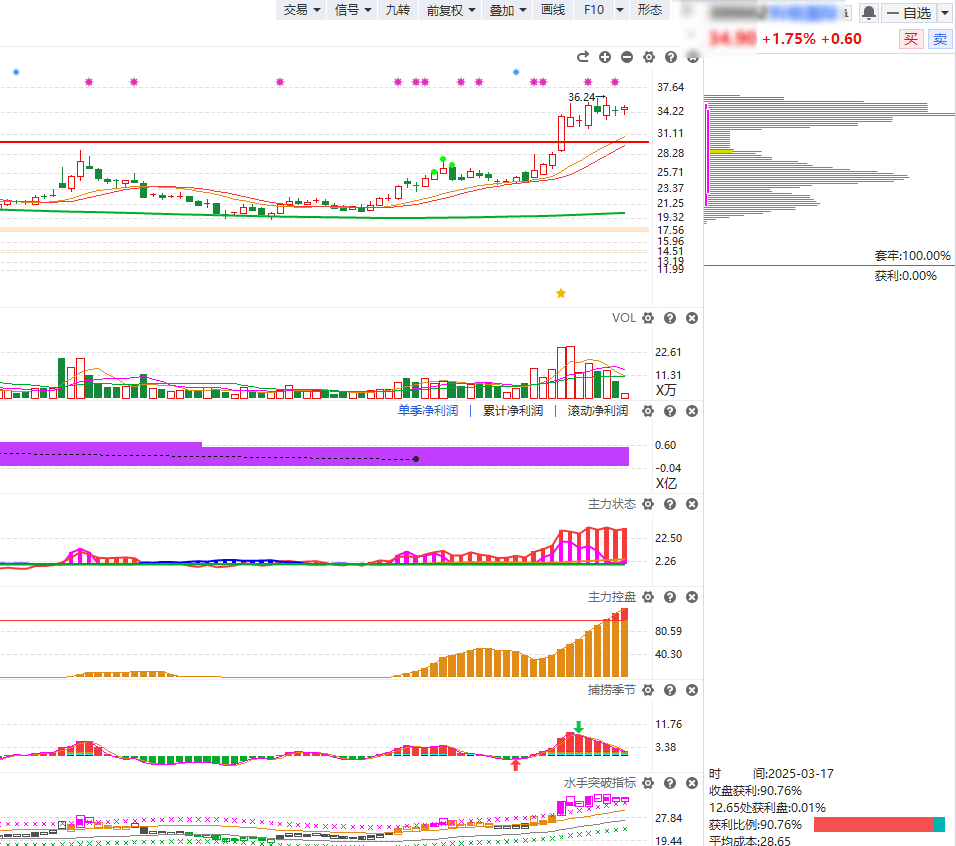 交易 信号 九转 前复权 叠加 画线 F10 形态
自选
+1.75% +0.60 买 卖
37.64
36.24
34.22
31.11
28.28
25.71
23.37
21.25
19.32
17.56
15.96
14.51
13.19
11.99
套牢:100.00%
获利:0.00%
VOL
22.61
11.31
X万
单季净利润 | 累计净利润 | 滚动净利润
0.60
-0.04
X亿
主力状态
22.50
2.26
主力控盘
80.59
40.30
捕捞季节
11.76
3.38
水手突破指标
27.84
19.44
时 间:2025-03-17
收盘获利:90.76%
12.65处获利盘:0.01%
获利比例:90.76%
平均成本:28.65